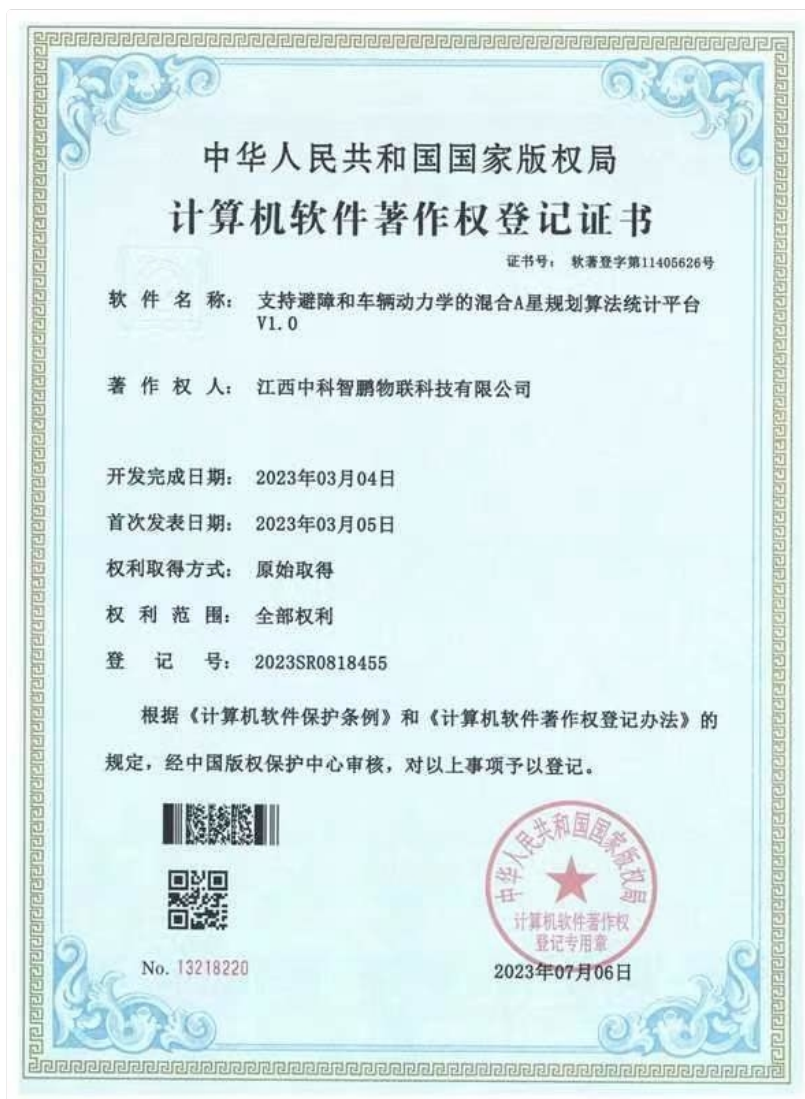 中华人民共和国国家版权局
计算机软件著作权登记证书
证书号： 软著登字第11405626号
软件名称： 支持避障和车辆动力学的混合A星规划算法统计平台
V1.0
著作权人： 江西中科智鹏物联科技有限公司
开发完成日期： 2023年03月04日
首次发表日期： 2023年03月05日
权利取得方式： 原始取得
权利范围： 全部权利
登记号： 2023SR0818455
根据《计算机软件保护条例》和《计算机软件著作权登记办法》的
规定，经中国版权保护中心审核，对以上事项予以登记。
中华人民共和国国家版权局
计算机软件著作权
登记专用章
No. 13218220
2023年07月06日